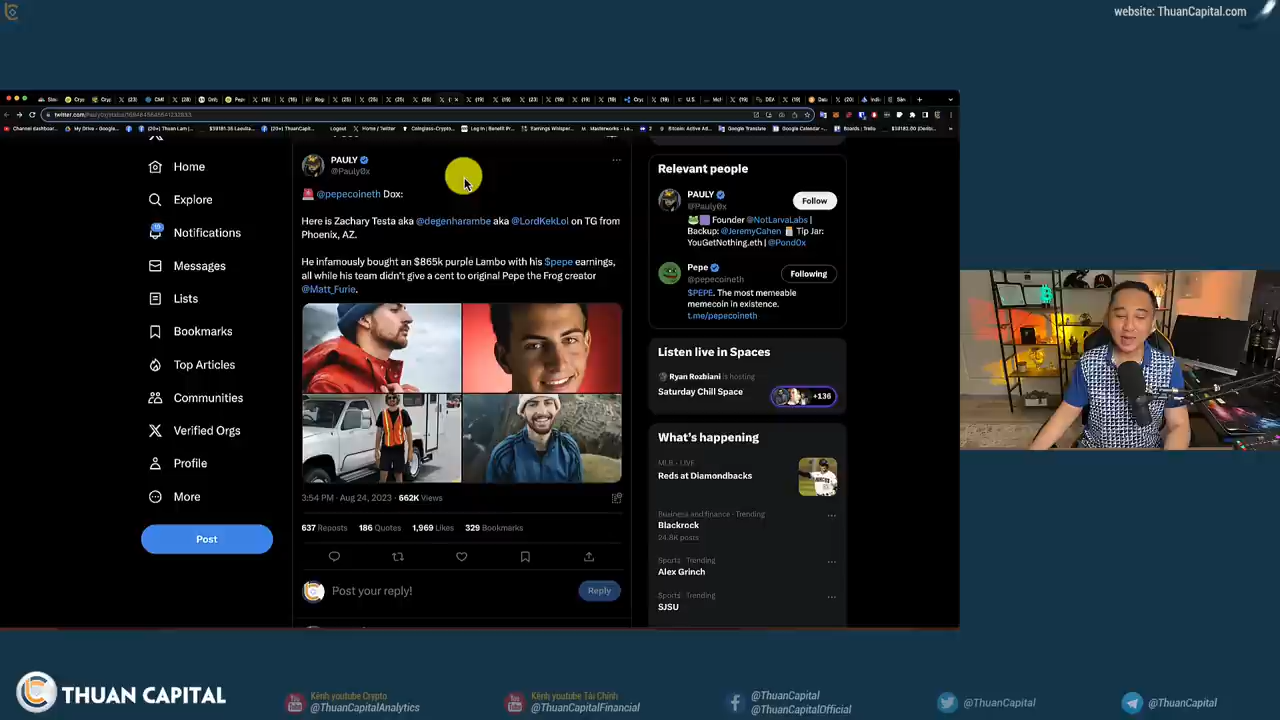 website: ThuanCapital.com
Home
Explore
Notifications
Messages
Lists
Bookmarks
Top Articles
Communities
Verified Orgs
Profile
More
Post
PAULY
@Pauly0x
🚨 @pepecoineth Dox:
Here is Zachary Testa aka @degenharambe aka @LordKekLol on TG from
Phoenix, AZ.
He infamously bought an $865k purple Lambo with his $pepe earnings,
all while his team didn't give a cent to original Pepe the Frog creator
@Matt_Furie.
3:54 PM · Aug 24, 2023 · 662K Views
637 Reposts 186 Quotes 1,969 Likes 329 Bookmarks
Post your reply!
Reply
Relevant people
PAULY
@Pauly0x
Follow
Founder @NotLarvaLabs |
Backup: @JeremyCahen Tip Jar:
YouGetNothing.eth | @Pond0x
Pepe
@pepecoineth
Following
$PEPE. The most memeable
memecoin in existence.
t.me/pepecoineth
Listen live in Spaces
Ryan Rozbiani is hosting
Saturday Chill Space
+136
What's happening
MLB · LIVE
Reds at Diamondbacks
Business and finance · Trending
Blackrock
24.8K posts
Sports · Trending
Alex Grinch
Sports · Trending
SJSU
THUAN CAPITAL
Kênh youtube Crypto
@ThuanCapitalAnalytics
Kênh youtube Tài Chính
@ThuanCapitalFinancial
@ThuanCapital
@ThuanCapitalOfficial
@ThuanCapital
@ThuanCapital